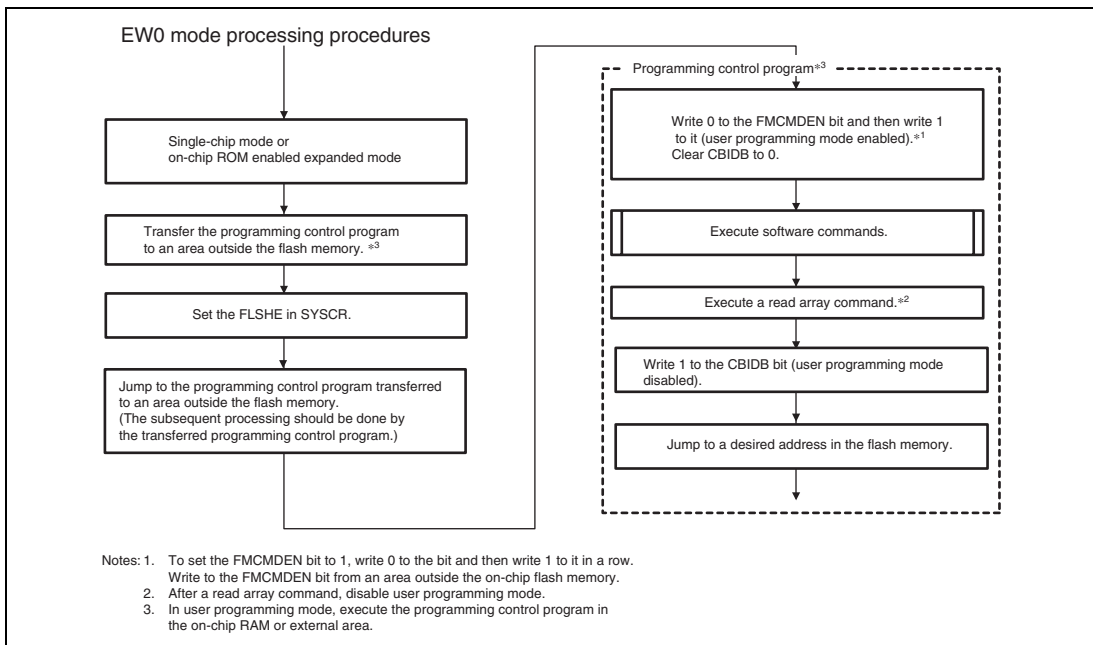 EW0 mode processing procedures
Single-chip mode or
on-chip ROM enabled expanded mode
Transfer the programming control program
to an area outside the flash memory. *3
Set the FLSHE in SYSCR.
Jump to the programming control program transferred
to an area outside the flash memory.
(The subsequent processing should be done by
the transferred programming control program.)
Programming control program*3
Write 0 to the FMCMDEN bit and then write 1
to it (user programming mode enabled).*1
Clear CBIDB to 0.
Execute software commands.
Execute a read array command.*2
Write 1 to the CBIDB bit (user programming mode
disabled).
Jump to a desired address in the flash memory.
Notes: 1. To set the FMCMDEN bit to 1, write 0 to the bit and then write 1 to it in a row.
Write to the FMCMDEN bit from an area outside the on-chip flash memory.
2. After a read array command, disable user programming mode.
3. In user programming mode, execute the programming control program in
the on-chip RAM or external area.